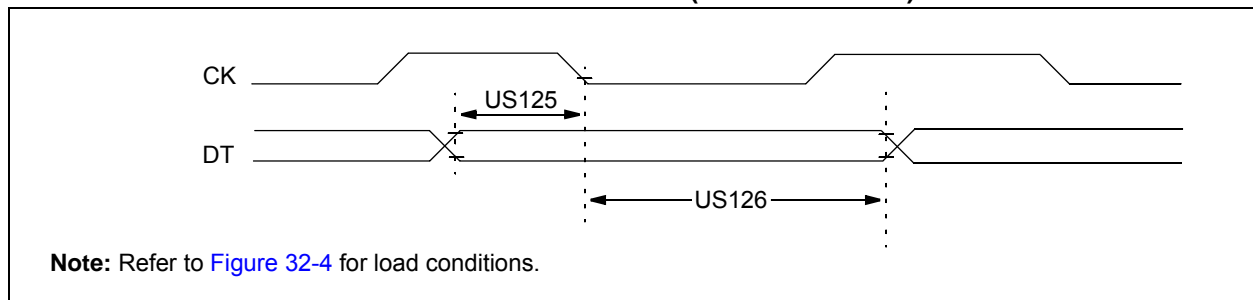 CK
US125
DT
US126
Note: Refer to Figure 32-4 for load conditions.